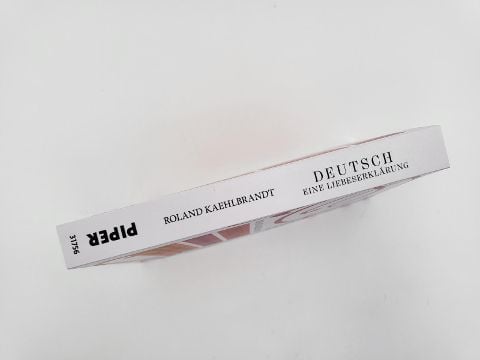 DEUTSCH
EINE LIEBESERKLÄRUNG
ROLAND KAEHLBRANDT
PIPER
31756